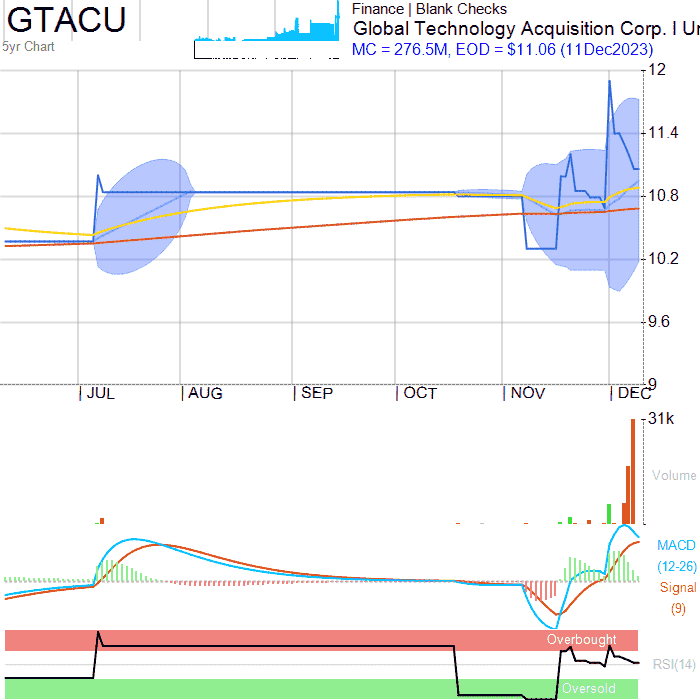 GTACU
5yr Chart
Finance | Blank Checks
Global Technology Acquisition Corp. I Ur
MC = 276.5M, EOD = $11.06 (11Dec2023)
12
11.4
10.8
10.2
9.6
9
JUL AUG SEP OCT NOV DEC
31k
Volume
MACD
(12-26)
Signal
(9)
Overbought
RSI(14)
Oversold